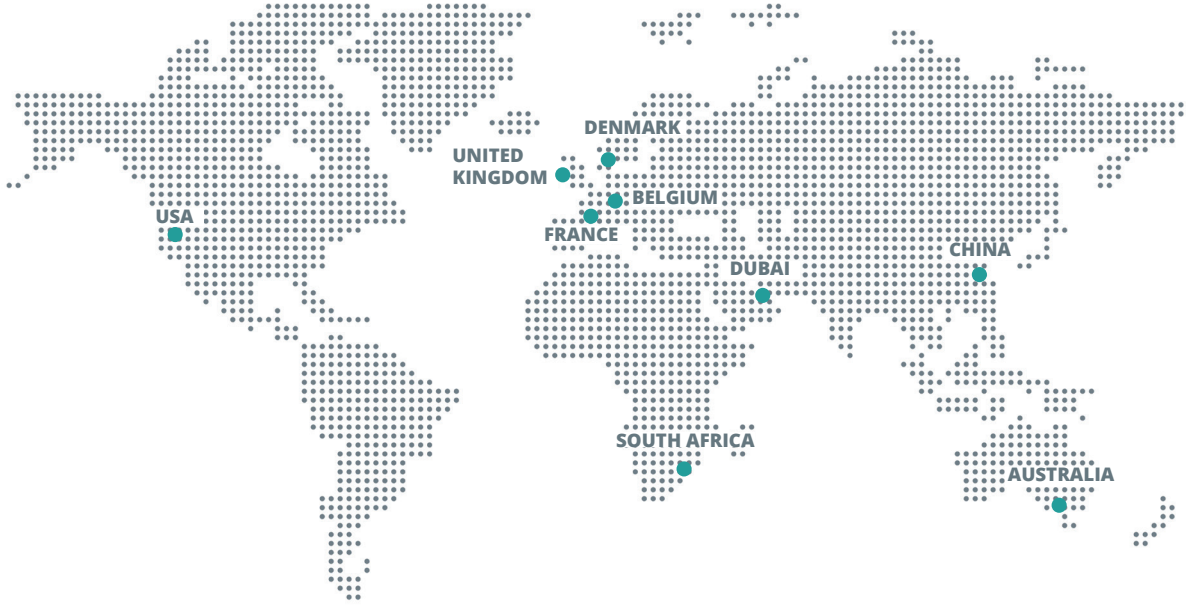 DENMARK
UNITED
KINGDOM
BELGIUM
USA
FRANCE
CHINA
DUBAI
SOUTH AFRICA
AUSTRALIA